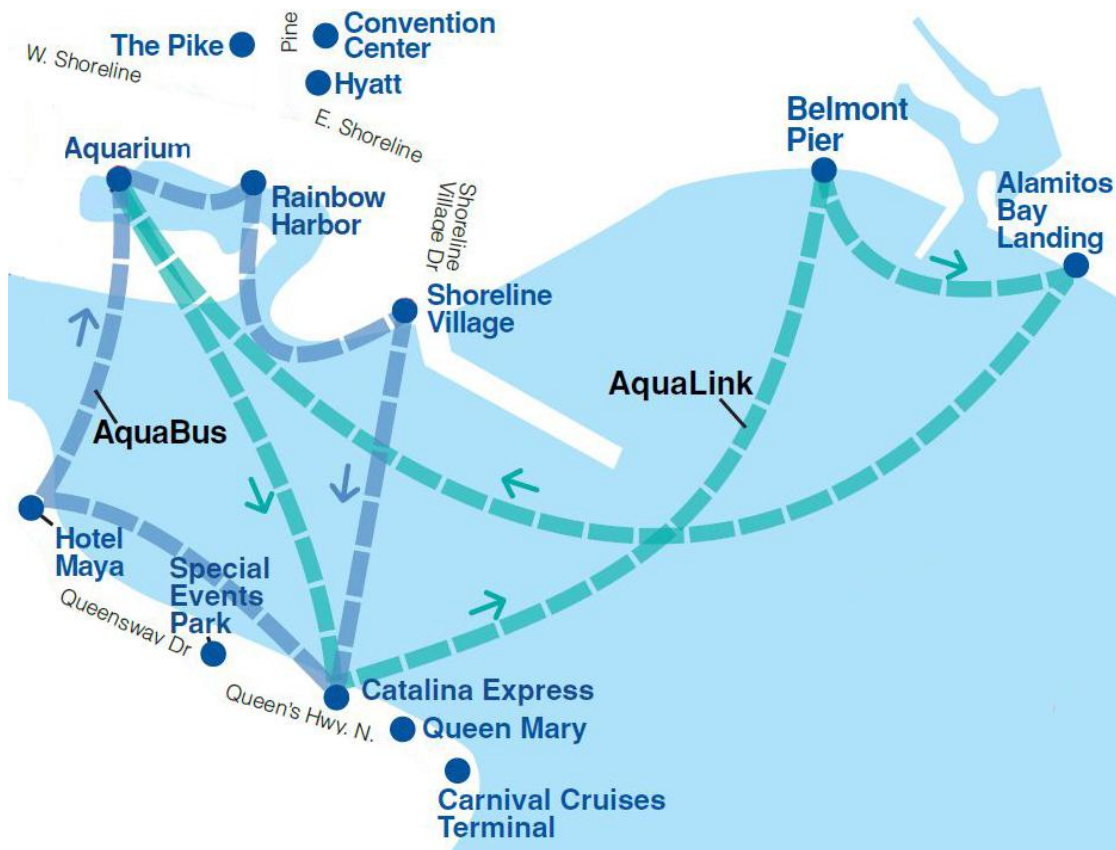 The Pike
Pine
Convention
Center
Hyatt
W. Shoreline
E. Shoreline
Aquarium
Rainbow
Harbor
Shoreline
Village Dr
Shoreline
Village
Belmont
Pier
Alamitos
Bay
Landing
AquaLink
AquaBus
Hotel
Maya
Special
Events
Park
Queensway Dr
Queen's Hwy. N.
Catalina Express
Queen Mary
Carnival Cruises
Terminal